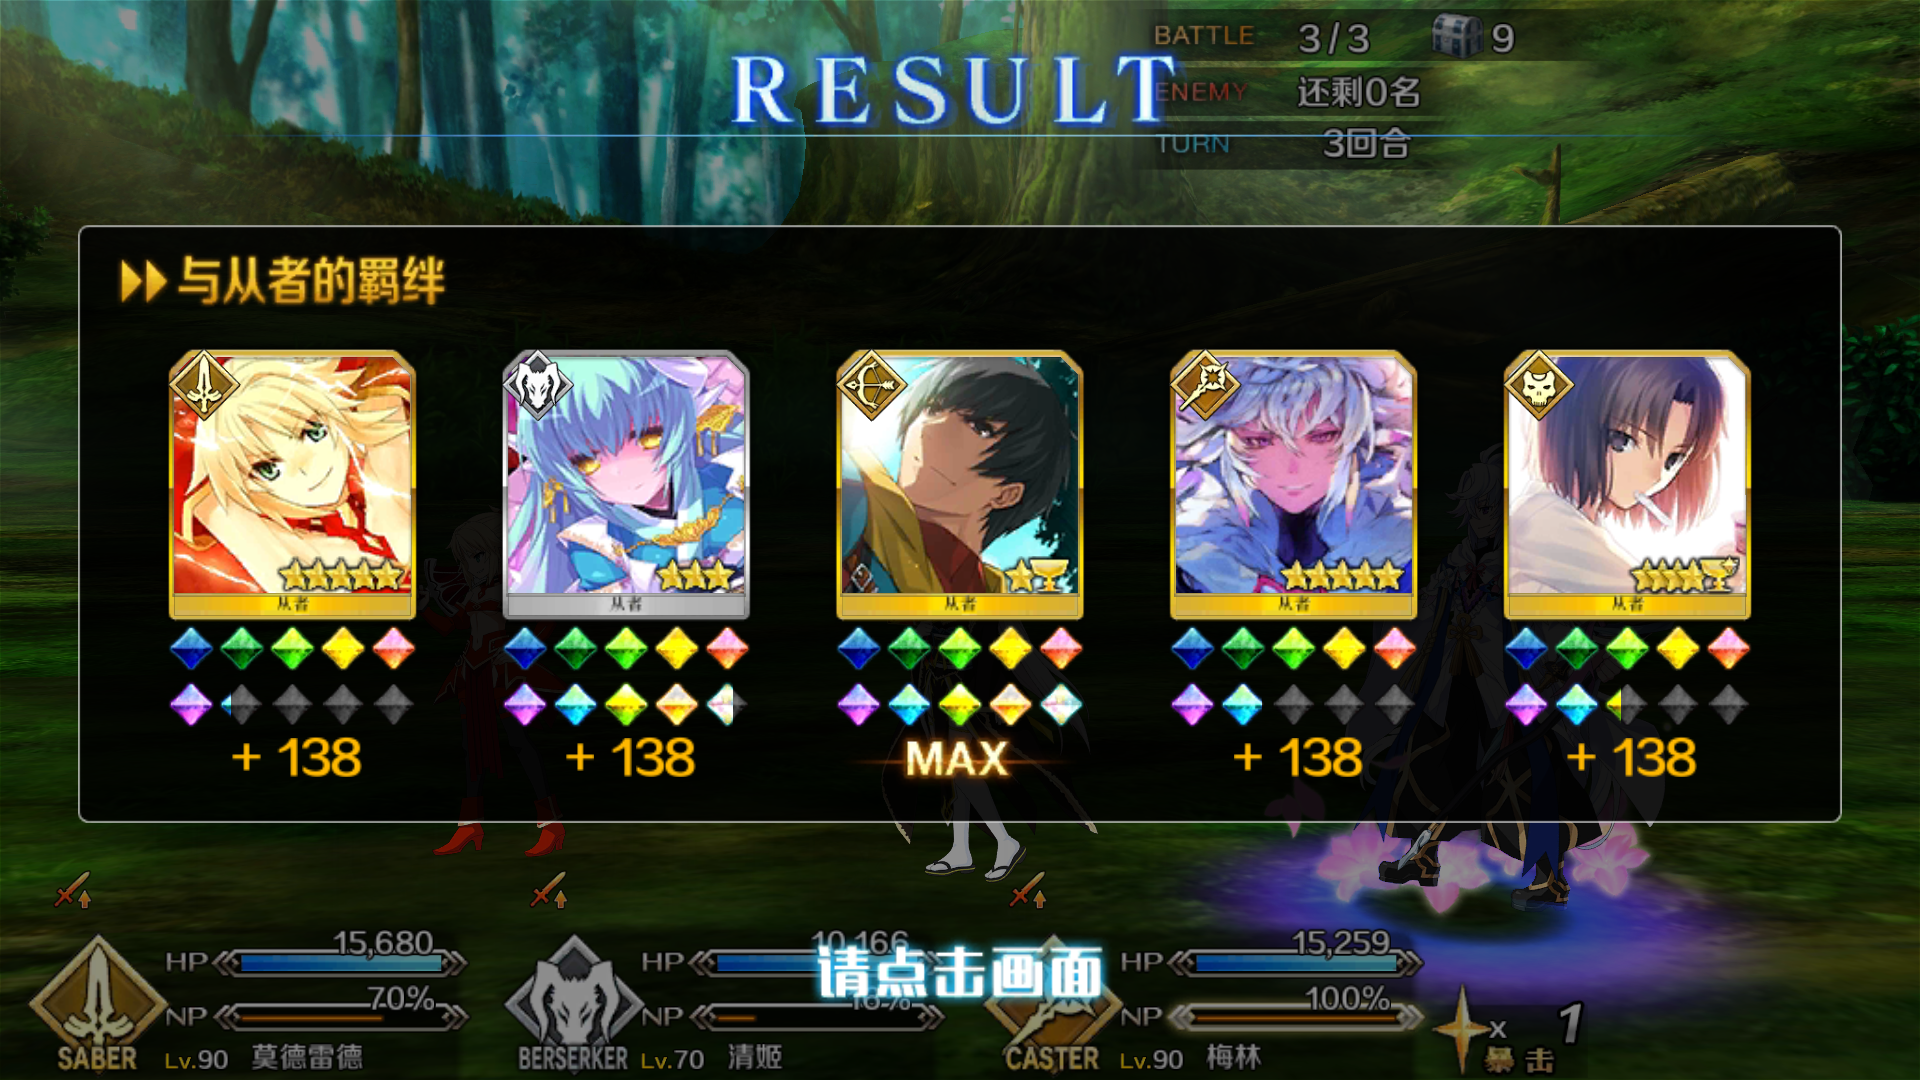 BATTLE 3/3 9
RESULT
ENEMY 还剩0名
TURN 3回合
与从者的羁绊
从者 从者 从者 从者 从者
+ 138 + 138 MAX + 138 + 138
HP 15,680 HP 10,166 HP 15,259
请点击画面
NP 70% NP NP 100%
x 1
暴击
SABER Lv.90 莫德雷德 BERSERKER Lv.70 清姬 CASTER Lv.90 梅林